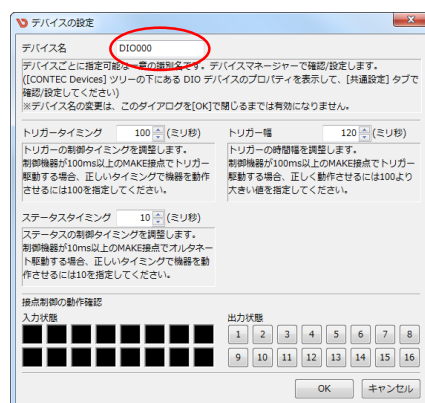 デバイスの設定
デバイス名 DIO000
デバイスごとに指定可能な一意の識別名です。デバイスマネージャーで確認/設定します。
([CONTEC Devices] ツリーの下にある DIO デバイスのプロパティを表示して、[共通設定] タブで
確認/設定してください)
※デバイス名の変更は、このダイアログを[OK]で閉じるまでは有効になりません。
トリガータイミング 100 (ミリ秒)
トリガーの制御タイミングを調整します。
制御機器が100ms以上のMAKE接点でトリガー
駆動する場合、正しいタイミングで機器を動作
させるには100を指定してください。
トリガー幅 120 (ミリ秒)
トリガーの時間幅を調整します。
制御機器が100ms以上のMAKE接点でトリガー
駆動する場合、正しく動作させるには100より
大きい値を指定してください。
ステータスタイミング 10 (ミリ秒)
ステータスの制御タイミングを調整します。
制御機器が10ms以上のMAKE接点でオルタネー
ト駆動する場合、正しいタイミングで機器を動
作させるには10を指定してください。
接点制御の動作確認
入力状態
出力状態
1 2 3 4 5 6 7 8
9 10 11 12 13 14 15 16
OK キャンセル